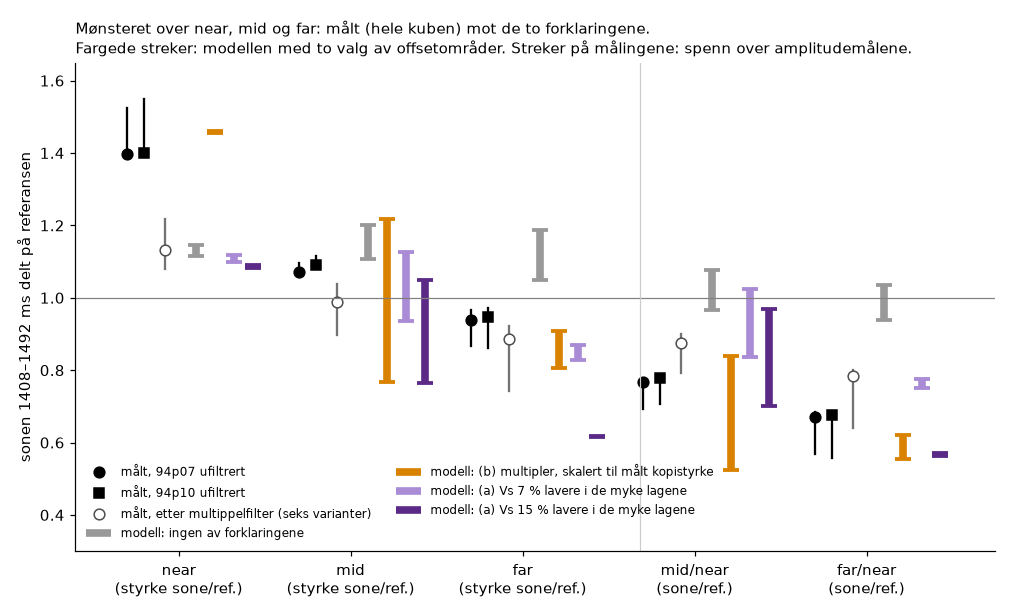 Mønsteret over near, mid og far: målt (hele kuben) mot de to forklaringene.
Fargede streker: modellen med to valg av offsetområder. Streker på målingene: spenn over amplitudemålene.
sonen 1408–1492 ms delt på referansen
1.6
1.4
1.2
1.0
0.8
0.6
0.4
målt, 94p07 ufiltrert
målt, 94p10 ufiltrert
målt, etter multippelfilter (seks varianter)
modell: ingen av forklaringene
modell: (b) multipler, skalert til målt kopistyrke
modell: (a) Vs 7 % lavere i de myke lagene
modell: (a) Vs 15 % lavere i de myke lagene
near
(styrke sone/ref.)
mid
(styrke sone/ref.)
far
(styrke sone/ref.)
mid/near
(sone/ref.)
far/near
(sone/ref.)